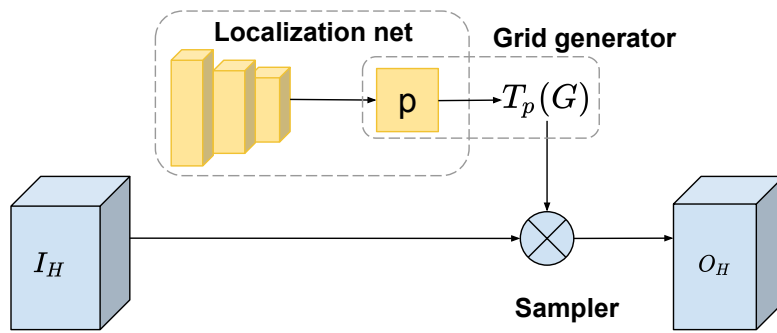 Localization net
Grid generator
p
T_p(G)
I_H
O_H
Sampler